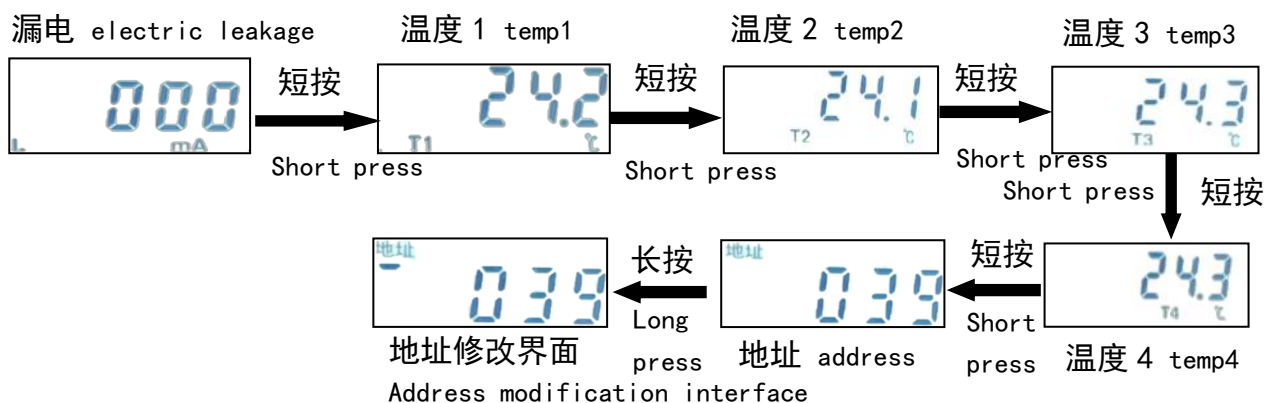 漏电 electric leakage
温度 1 temp1
温度 2 temp2
温度 3 temp3
000
mA
短按
Short press
24.2
T1
℃
短按
Short press
24.1
T2
℃
短按
Short press
24.3
T3
℃
Short press
短按
24.3
T4
℃
温度 4 temp4
短按
Short
press
地址
039
地址 address
长按
Long
press
地址
039
地址修改界面
Address modification interface